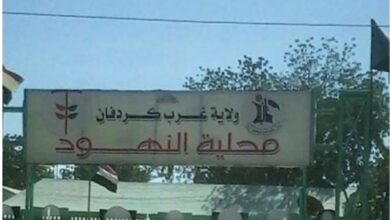 ولاية غرب كردفان
محلية النهود